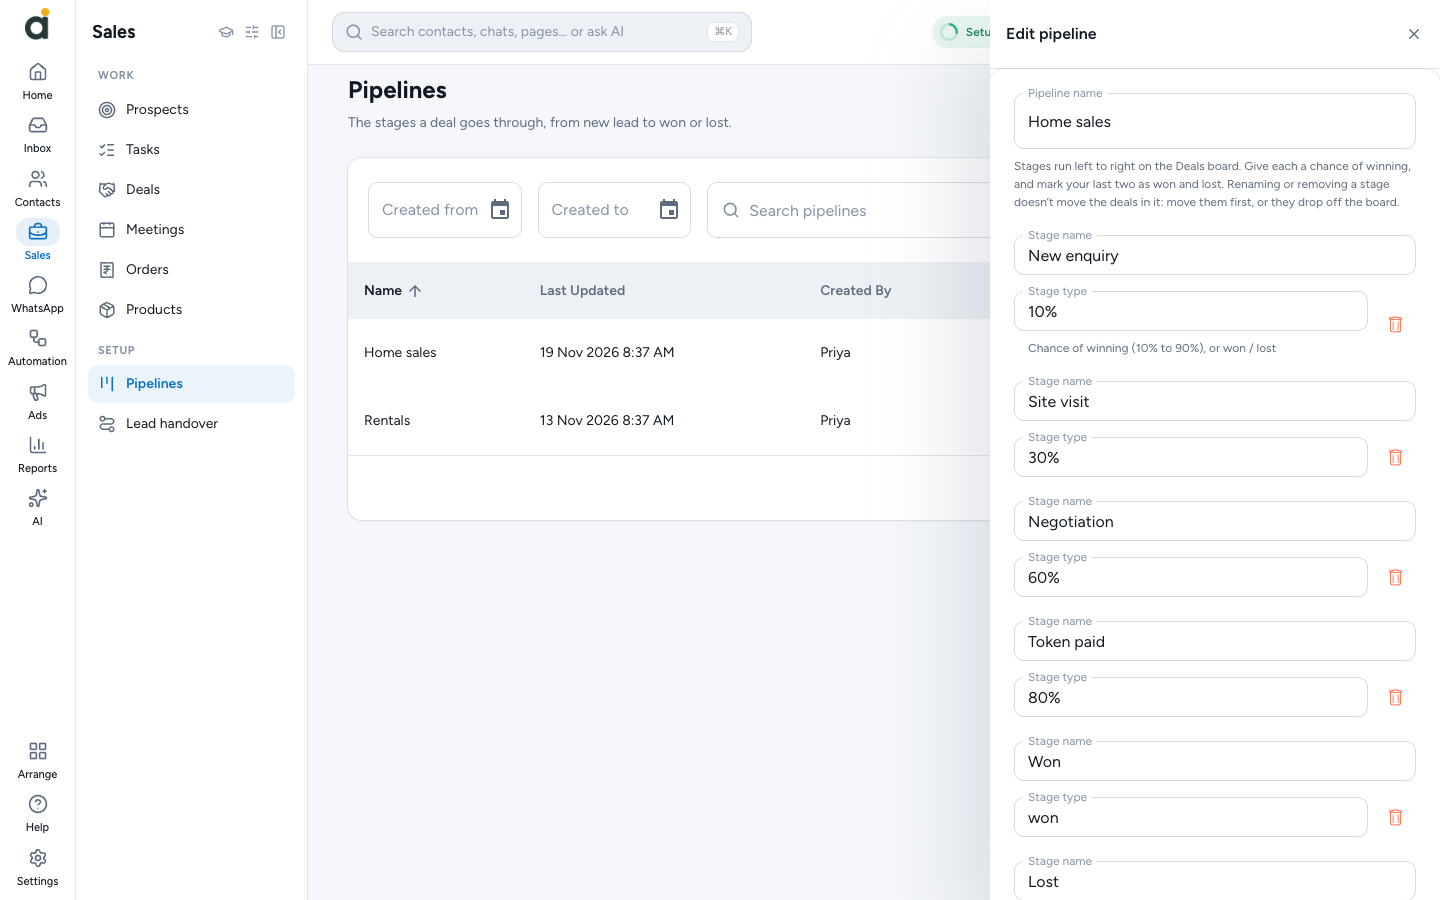 Home
Inbox
Contacts
Sales
WhatsApp
Automation
Ads
Reports
AI
Arrange
Help
Settings
Sales
WORK
Prospects
Tasks
Deals
Meetings
Orders
Products
SETUP
Pipelines
Lead handover
Search contacts, chats, pages... or ask AI
⌘K
Pipelines
The stages a deal goes through, from new lead to won or lost.
Created from
Created to
Search pipelines
Name Last Updated Created By
Home sales 19 Nov 2026 8:37 AM Priya
Rentals 13 Nov 2026 8:37 AM Priya
Edit pipeline
Pipeline name
Home sales
Stages run left to right on the Deals board. Give each a chance of winning,
and mark your last two as won and lost. Renaming or removing a stage
doesn't move the deals in it: move them first, or they drop off the board.
Stage name
New enquiry
Stage type
10%
Chance of winning (10% to 90%), or won / lost
Stage name
Site visit
Stage type
30%
Stage name
Negotiation
Stage type
60%
Stage name
Token paid
Stage type
80%
Stage name
Won
Stage type
won
Stage name
Lost